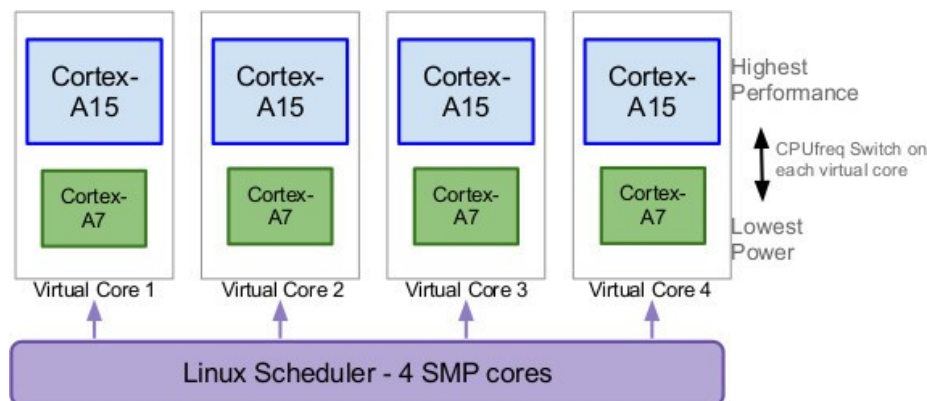 Cortex-
A15
Cortex-
A15
Cortex-
A15
Cortex-
A15
Highest
Performance
CPUfreq Switch on
each virtual core
Cortex-
A7
Cortex-
A7
Cortex-
A7
Cortex-
A7
Lowest
Power
Virtual Core 1
Virtual Core 2
Virtual Core 3
Virtual Core 4
Linux Scheduler - 4 SMP cores